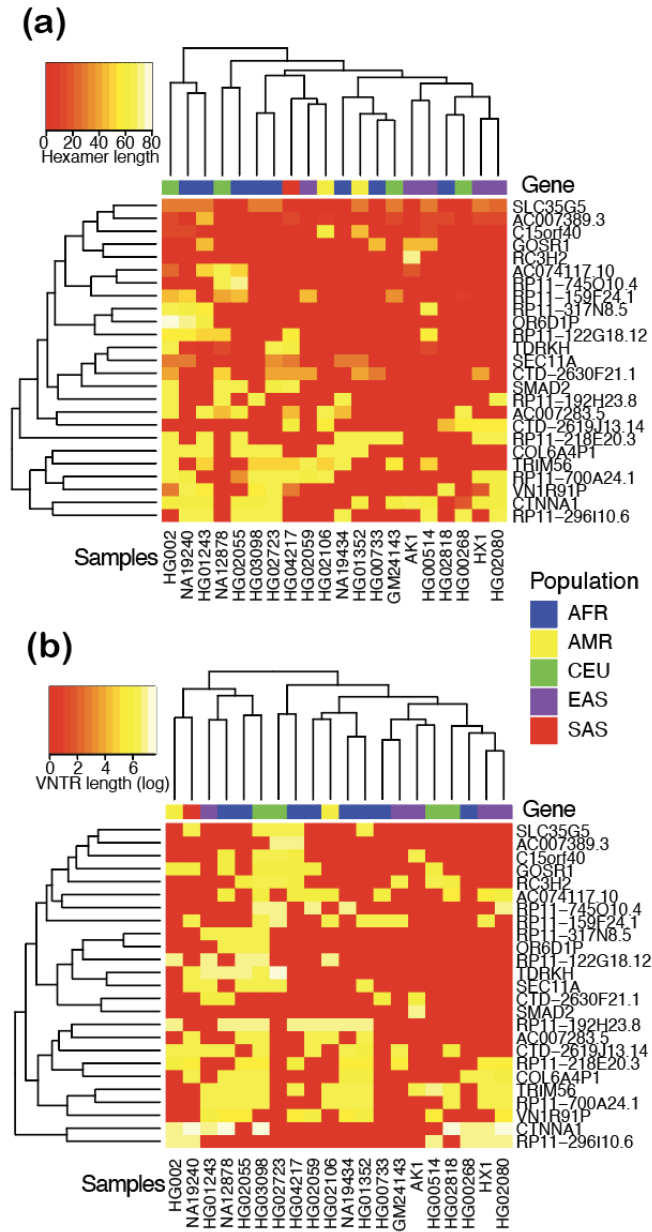 (a)
0 20 40 60 80
Hexamer length
Gene
SLC35G5
AC007389.3
C15orf40
GOSR1
RC3H2
AC074117.10
RP11-745O10.4
RP11-159F24.1
RP11-317N8.5
OR6D1P
RP11-122G18.12
TDRKH
SEC11A
CTD-2630F21.1
SMAD2
RP11-192H23.8
AC007283.5
CTD-2619J13.14
RP11-218E20.3
COL6A4P1
TRIM56
RP11-700A24.1
VN1R91P
CTNNA1
RP11-296I10.6
Samples
HG002
NA19240
HG01243
NA12878
HG02055
HG03098
HG02723
HG04217
HG02059
HG02106
NA19434
HG01352
HG00733
GM24143
AK1
HG00514
HG02818
HG00268
HX1
HG02080
Population
AFR
AMR
CEU
EAS
SAS
(b)
0 2 4 6
VNTR length (log)
Gene
SLC35G5
AC007389.3
C15orf40
GOSR1
RC3H2
AC074117.10
RP11-745O10.4
RP11-159F24.1
RP11-317N8.5
OR6D1P
RP11-122G18.12
TDRKH
SEC11A
CTD-2630F21.1
SMAD2
RP11-192H23.8
AC007283.5
CTD-2619J13.14
RP11-218E20.3
COL6A4P1
TRIM56
RP11-700A24.1
VN1R91P
CTNNA1
RP11-296I10.6
Samples
HG002
NA19240
HG01243
NA12878
HG02055
HG03098
HG02723
HG04217
HG02059
HG02106
NA19434
HG01352
HG00733
GM24143
AK1
HG00514
HG02818
HG00268
HX1
HG02080